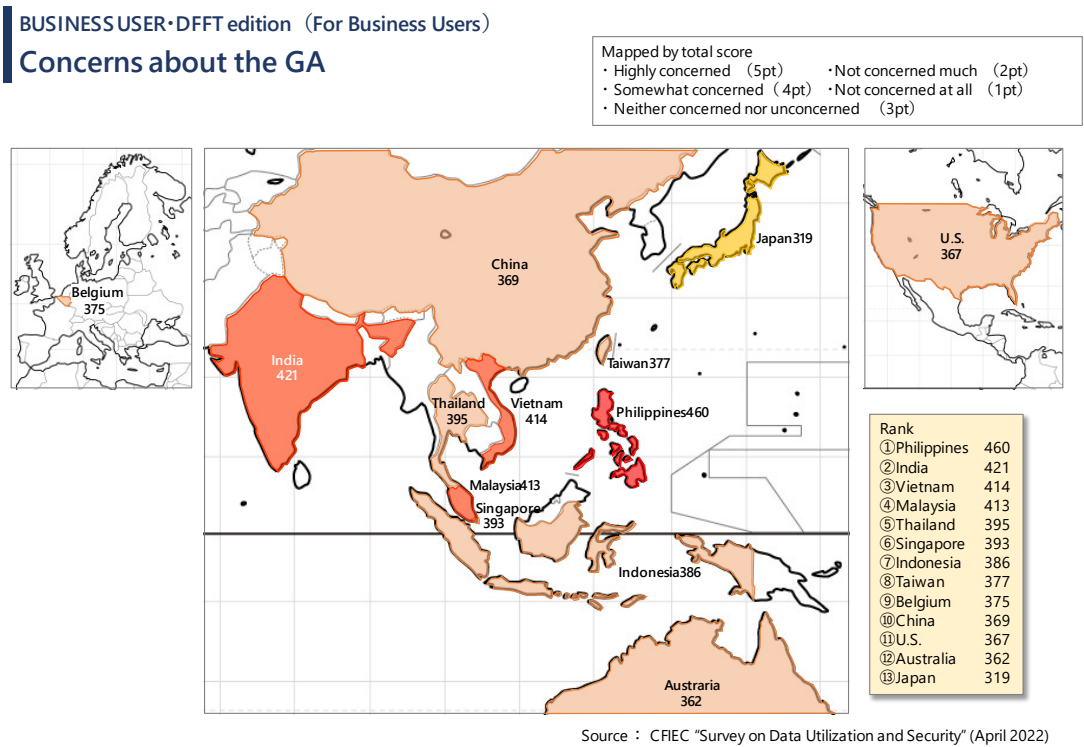 BUSINESS USER・DFFT edition（For Business Users）
Concerns about the GA
Mapped by total score
・Highly concerned （5pt） ・Not concerned much （2pt）
・Somewhat concerned（4pt） ・Not concerned at all （1pt）
・Neither concerned nor unconcerned （3pt）
Belgium
375
China
369
Japan319
U.S.
367
India
421
Taiwan377
Thailand
395
Vietnam
414
Philippines460
Malaysia413
Singapore
393
Indonesia386
Austraria
362
Rank
①Philippines 460
②India 421
③Vietnam 414
④Malaysia 413
⑤Thailand 395
⑥Singapore 393
⑦Indonesia 386
⑧Taiwan 377
⑨Belgium 375
⑩China 369
⑪U.S. 367
⑫Australia 362
⑬Japan 319
Source： CFIEC “Survey on Data Utilization and Security” (April 2022)